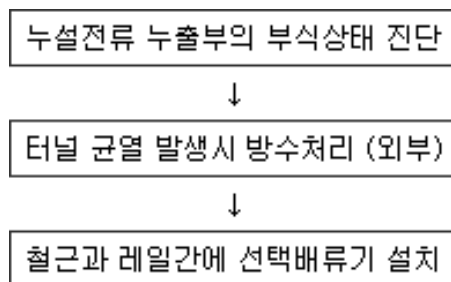 누설전류 누출부의 부식상태 진단
↓
터널 균열 발생시 방수처리 (외부)
↓
철근과 레일간에 선택배류기 설치